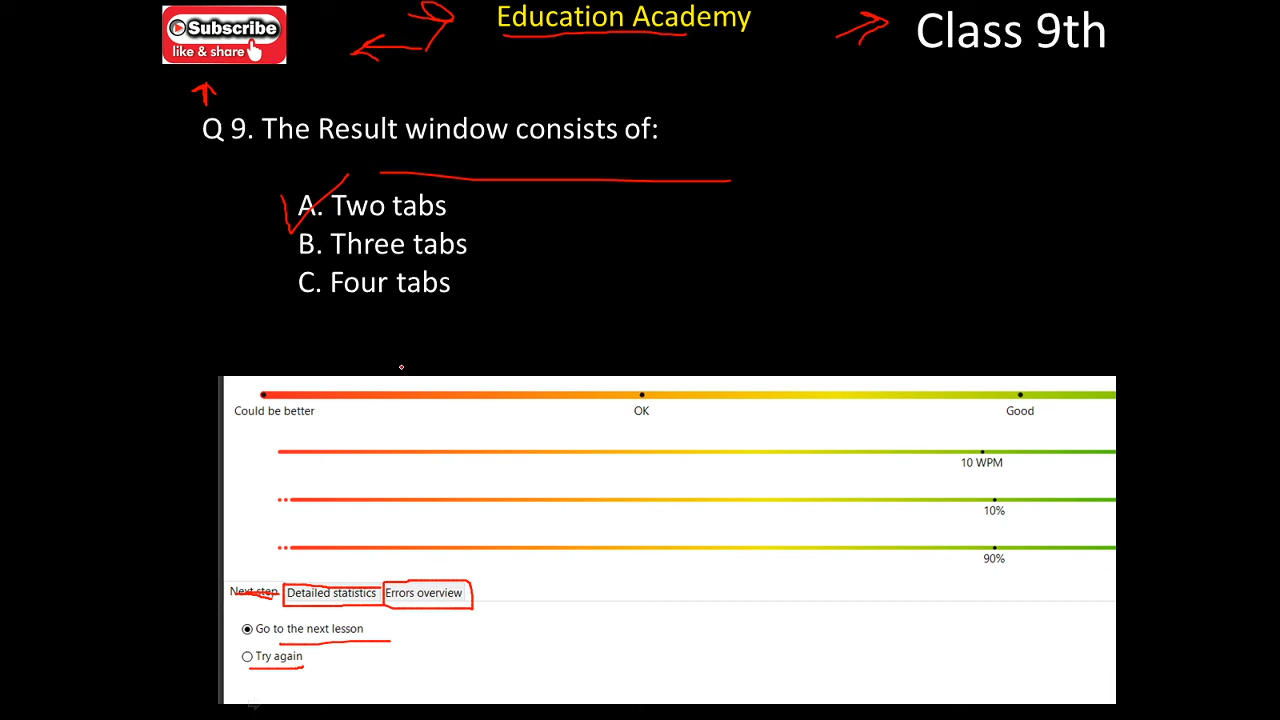 Subscribe
like & share
Education Academy
Class 9th
Q 9. The Result window consists of:
A. Two tabs
B. Three tabs
C. Four tabs
Could be better OK Good
10 WPM
10%
90%
Next step Detailed statistics Errors overview
Go to the next lesson
Try again